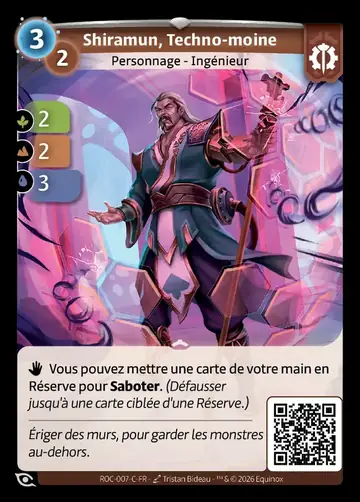 3
Shiramun, Techno-moine
2
Personnage - Ingénieur
2
2
3
Vous pouvez mettre une carte de votre main en
Réserve pour Saboter. (Défausser
jusqu'à une carte ciblée d'une Réserve.)
Ériger des murs, pour garder les monstres
au-dehors.
ROC-007-C-FR - Tristan Bideau - ™ & © 2026 Equinox